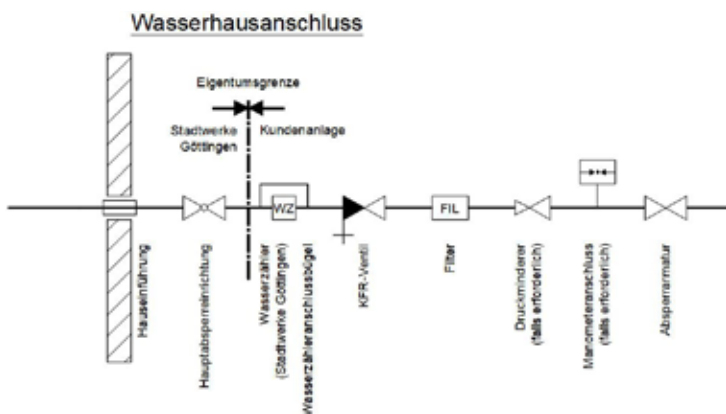 Wasserhausanschluss
Eigentumsgrenze
Stadtwerke
Göttingen
Kundenanlage
WZ
FIL
Hauseinführung
Hauptabsperreinrichtung
Wasserzähler
(Stadtwerke Göttingen)
Wasserzähleranschlussbügel
KFR-Ventil
Filter
Druckminderer
(falls erforderlich)
Manometeranschluss
(falls erforderlich)
Absperrarmatur